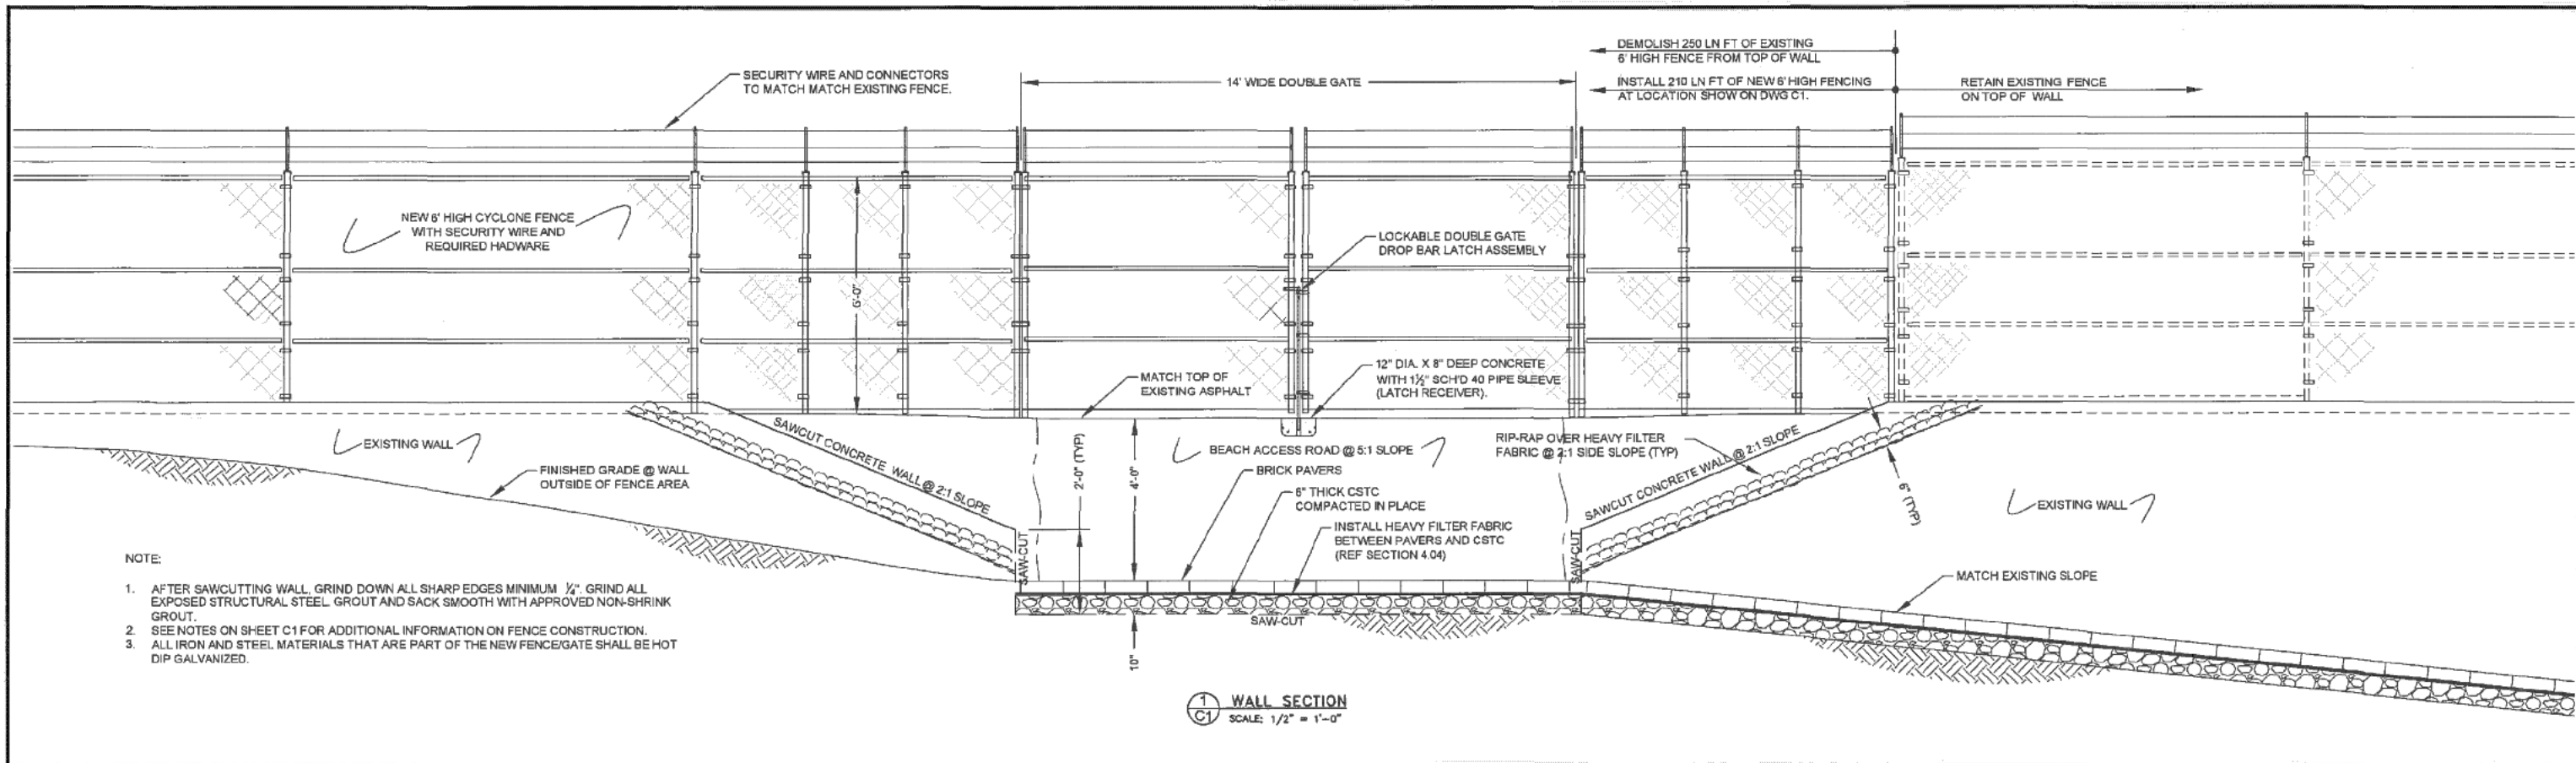 DEMOLISH 250 LN FT OF EXISTING
6' HIGH FENCE FROM TOP OF WALL
SECURITY WIRE AND CONNECTORS
TO MATCH MATCH EXISTING FENCE.
14' WIDE DOUBLE GATE
INSTALL 210 LN FT OF NEW 6' HIGH FENCING
AT LOCATION SHOW ON DWG C1.
RETAIN EXISTING FENCE
ON TOP OF WALL
NEW 6' HIGH CYCLONE FENCE
WITH SECURITY WIRE AND
REQUIRED HADWARE
6'-0"
LOCKABLE DOUBLE GATE
DROP BAR LATCH ASSEMBLY
MATCH TOP OF
EXISTING ASPHALT
12" DIA. X 8" DEEP CONCRETE
WITH 1½" SCH'D 40 PIPE SLEEVE
(LATCH RECEIVER).
EXISTING WALL
FINISHED GRADE @ WALL
OUTSIDE OF FENCE AREA
SAWCUT CONCRETE WALL @ 2:1 SLOPE
2'-0" (TYP)
4'-0"
BEACH ACCESS ROAD @ 5:1 SLOPE
BRICK PAVERS
6" THICK CSTC
COMPACTED IN PLACE
INSTALL HEAVY FILTER FABRIC
BETWEEN PAVERS AND CSTC
(REF SECTION 4.04)
RIP-RAP OVER HEAVY FILTER
FABRIC @ 2:1 SIDE SLOPE (TYP)
SAWCUT CONCRETE WALL @ 2:1 SLOPE
6" (TYP)
EXISTING WALL
SAW-CUT
SAW-CUT
MATCH EXISTING SLOPE
SAW-CUT
10"
NOTE:
1. AFTER SAWCUTTING WALL, GRIND DOWN ALL SHARP EDGES MINIMUM ¼". GRIND ALL
EXPOSED STRUCTURAL STEEL. GROUT AND SACK SMOOTH WITH APPROVED NON-SHRINK
GROUT.
2. SEE NOTES ON SHEET C1 FOR ADDITIONAL INFORMATION ON FENCE CONSTRUCTION.
3. ALL IRON AND STEEL MATERIALS THAT ARE PART OF THE NEW FENCE/GATE SHALL BE HOT
DIP GALVANIZED.
1 WALL SECTION
C1 SCALE: 1/2" = 1'-0"